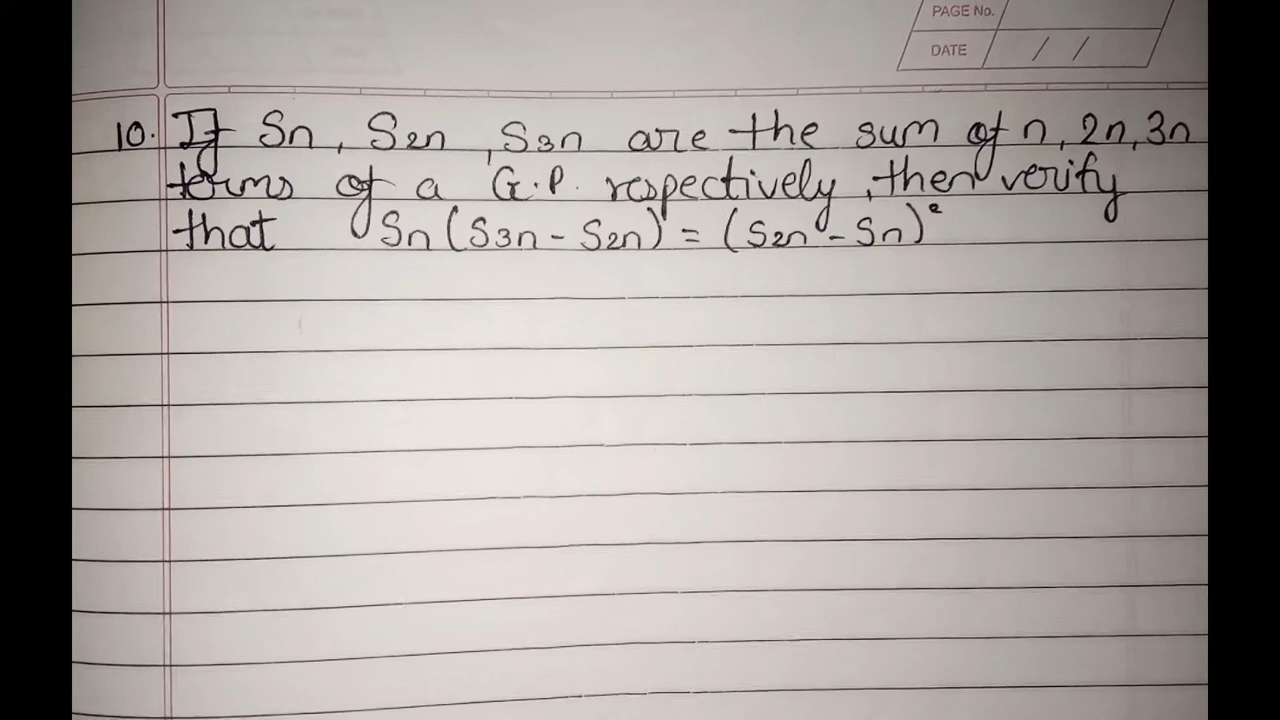 PAGE No.
DATE / /
10. If Sn, S2n, S3n are the sum of n, 2n, 3n
terms of a G.P. respectively, then verify
that Sn(S3n - S2n) = (S2n - Sn)²